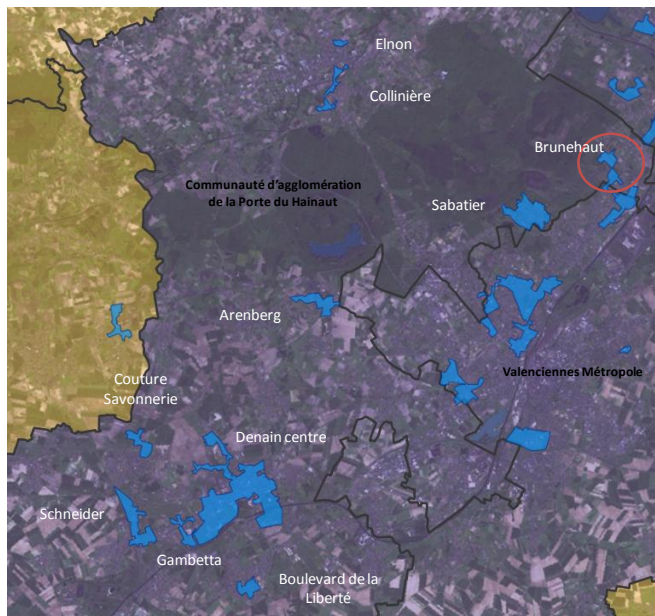 Elnon
Collinière
Brunehaut
Communauté d'agglomération
de la Porte du Hainaut
Sabatier
Arenberg
Valenciennes Métropole
Couture
Savonnerie
Denain centre
Schneider
Gambetta
Boulevard de la
Liberté